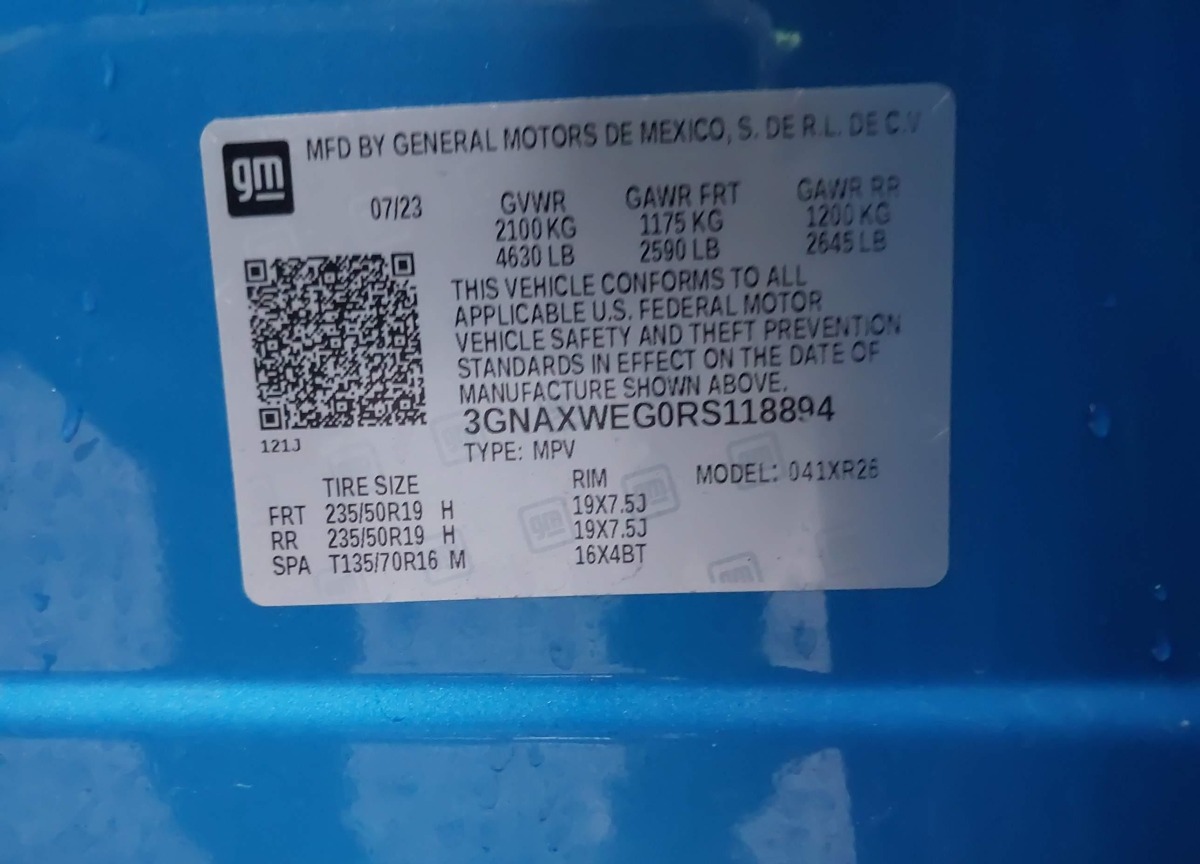 MFD BY GENERAL MOTORS DE MEXICO, S. DE R.L. DE C.V
gm
07/23
GVWR GAWR FRT GAWR RR
2100 KG 1175 KG 1200 KG
4630 LB 2590 LB 2645 LB
THIS VEHICLE CONFORMS TO ALL
APPLICABLE U.S. FEDERAL MOTOR
VEHICLE SAFETY AND THEFT PREVENTION
STANDARDS IN EFFECT ON THE DATE OF
MANUFACTURE SHOWN ABOVE.
3GNAXWEG0RS118894
121J
TYPE: MPV
TIRE SIZE RIM MODEL: 041XR26
FRT 235/50R19 H 19X7.5J
RR 235/50R19 H 19X7.5J
SPA T135/70R16 M 16X4BT
gm
gm
gm